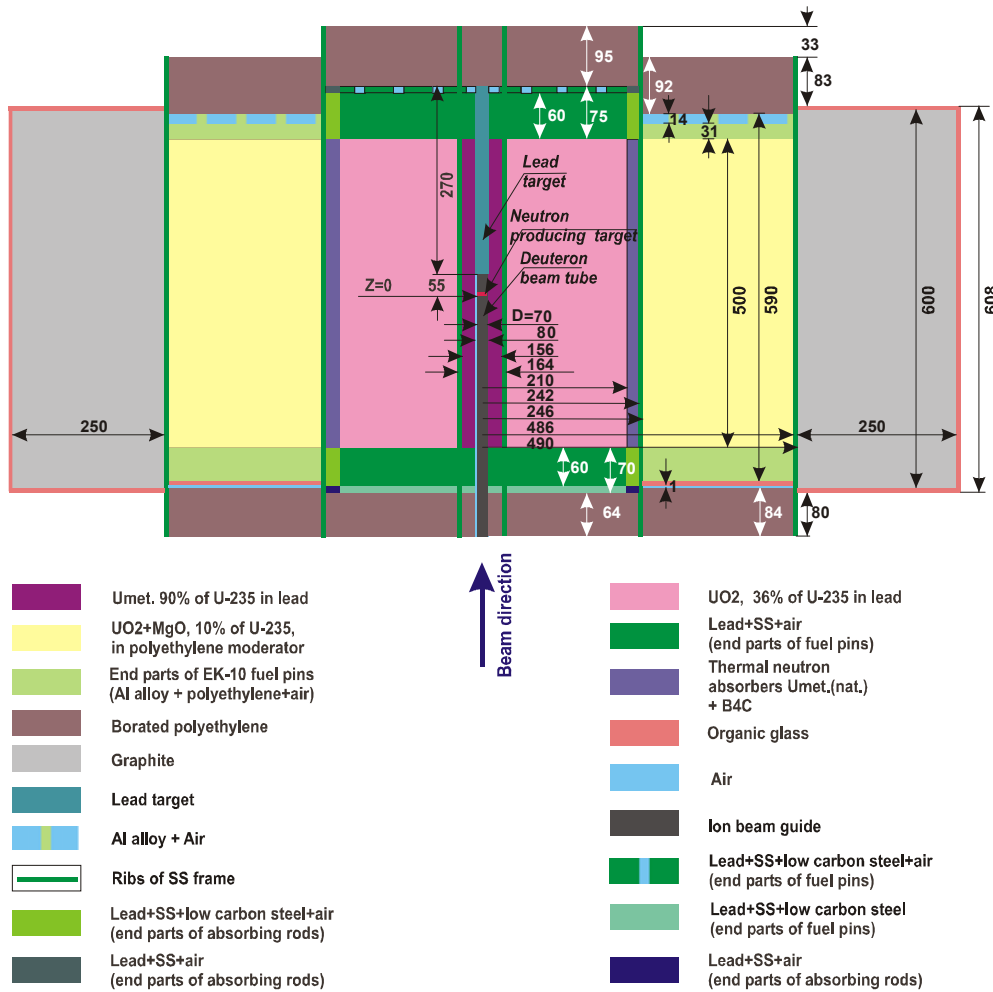 33
95
83
92
60
75
14
31
270
Lead
target
Neutron
producing target
Deuteron
beam tube
Z=0
55
D=70
80
156
164
210
242
246
486
490
500
590
600
608
250
250
60
70
1
64
84
80
Beam direction
Umet. 90% of U-235 in lead
UO2+MgO, 10% of U-235,
in polyethylene moderator
End parts of EK-10 fuel pins
(Al alloy + polyethylene+air)
Borated polyethylene
Graphite
Lead target
Al alloy + Air
Ribs of SS frame
Lead+SS+low carbon steel+air
(end parts of absorbing rods)
Lead+SS+air
(end parts of absorbing rods)
UO2, 36% of U-235 in lead
Lead+SS+air
(end parts of fuel pins)
Thermal neutron
absorbers Umet.(nat.)
+ B4C
Organic glass
Air
Ion beam guide
Lead+SS+low carbon steel+air
(end parts of fuel pins)
Lead+SS+low carbon steel
(end parts of fuel pins)
Lead+SS+air
(end parts of absorbing rods)